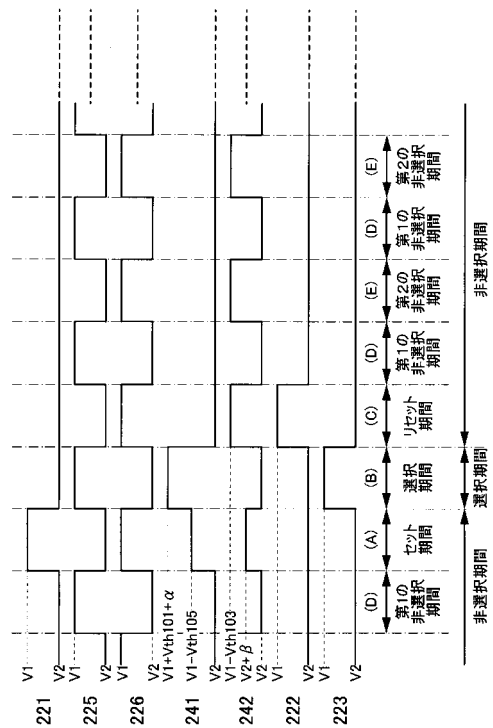 221
V1
V2
225
V1
V2
226
V1
V2
241
V1+Vth101+α
V1-Vth105
V2
242
V1-Vth103
V2+β
V2
222
V1
V2
223
V1
V2
(D)
(A)
(B)
(C)
(D)
(E)
(D)
(E)
第1の
非選択
期間
セット
期間
選択
期間
リセット
期間
第1の
非選択
期間
第2の
非選択
期間
第1の
非選択
期間
第2の
非選択
期間
非選択期間
選択期間
非選択期間